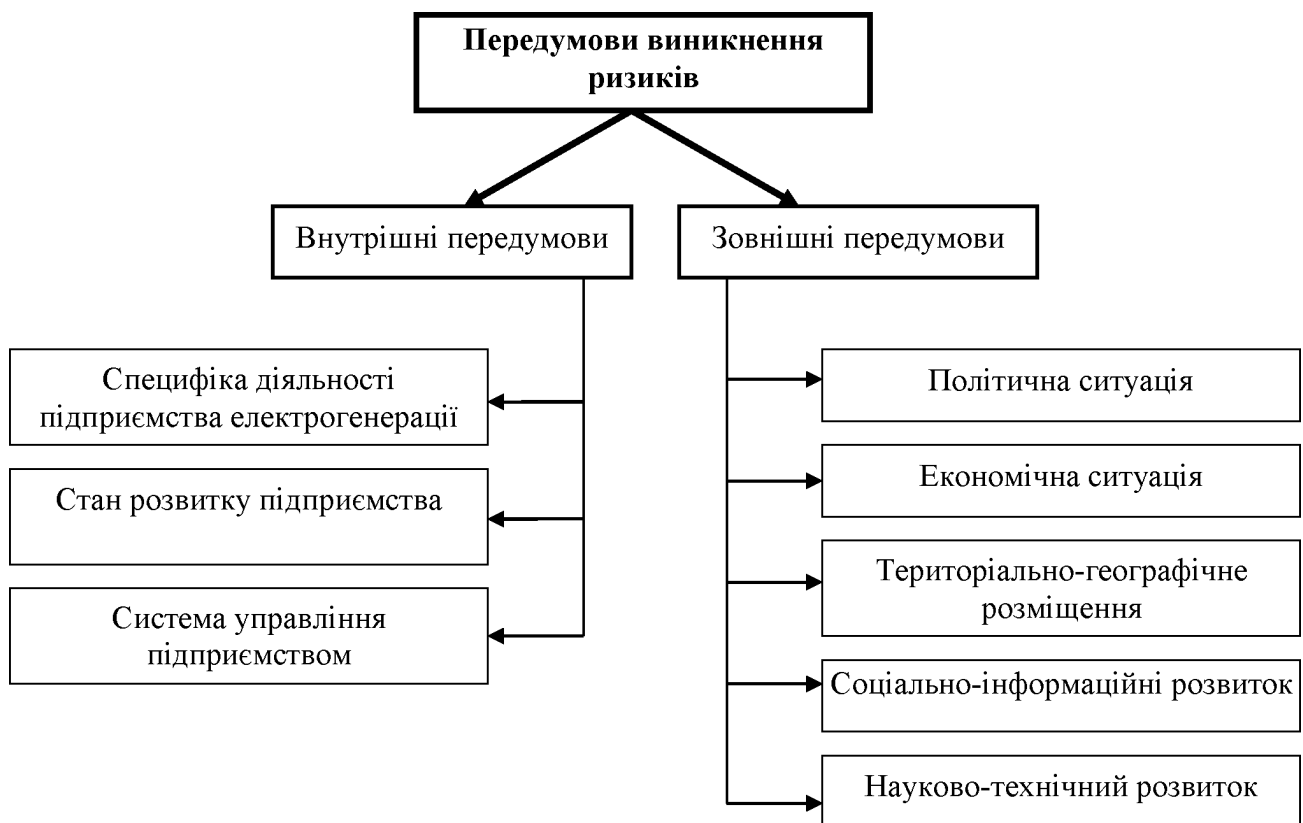 Передумови виникнення
ризиків
Внутрішні передумови
Зовнішні передумови
Специфіка діяльності
підприємства електрогенерації
Стан розвитку підприємства
Система управління
підприємством
Політична ситуація
Економічна ситуація
Територіально-географічне
розміщення
Соціально-інформаційні розвиток
Науково-технічний розвиток